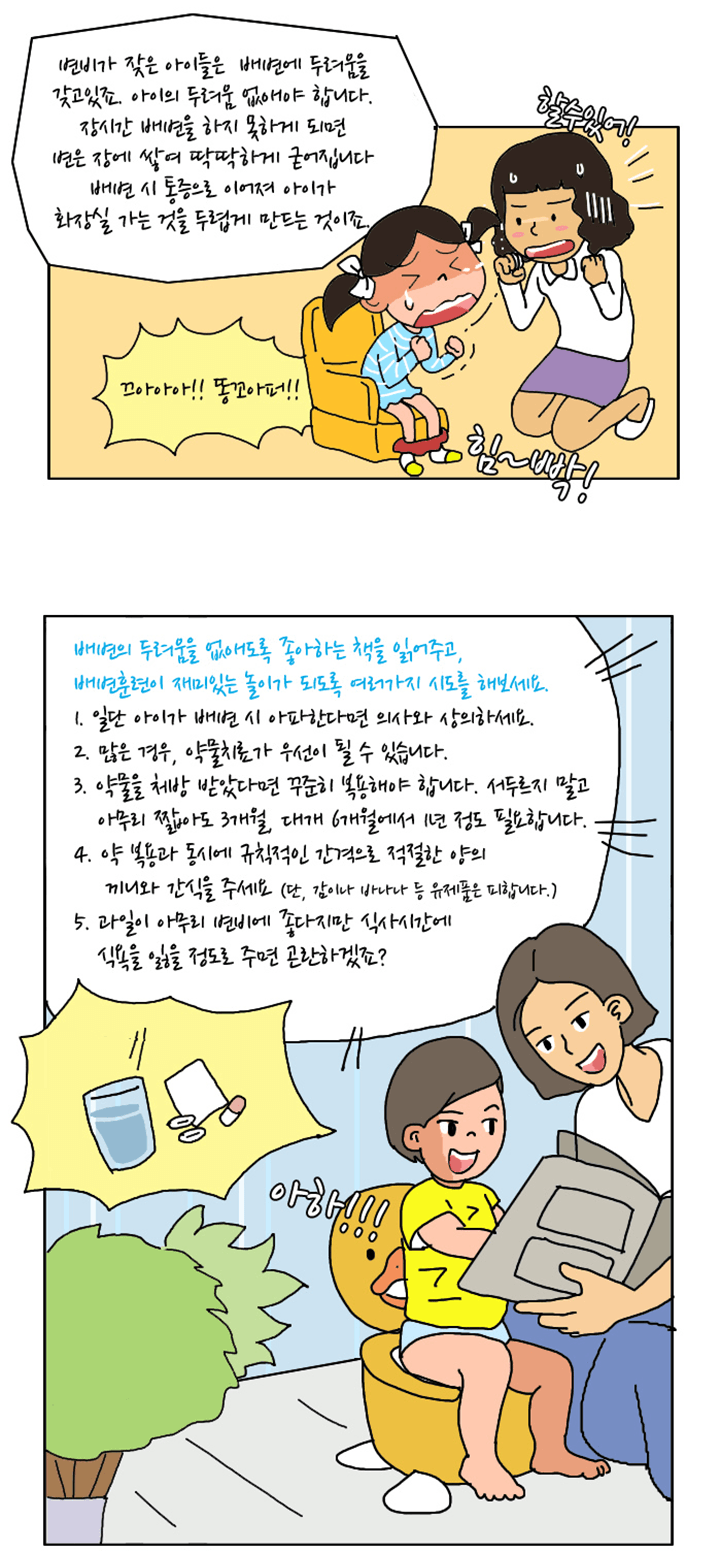 변비가 잦은 아이들은 배변에 두려움을
갖고있죠. 아이의 두려움 없애야 합니다.
장시간 배변을 하지 못하게 되면
변은 장에 쌓여 딱딱하게 굳어집니다
배변 시 통증으로 이어져 아이가
화장실 가는 것을 두렵게 만드는 것이죠.
할수있어!
끄아아아!! 똥꼬아퍼!!
힘~빡!
배변의 두려움을 없애도록 좋아하는 책을 읽어주고,
배변훈련이 재미있는 놀이가 되도록 여러가지 시도를 해보세요.
1. 일단 아이가 배변 시 아파한다면 의사와 상의하세요.
2. 많은 경우, 약물치료가 우선이 될 수 있습니다.
3. 약물을 처방 받았다면 꾸준히 복용해야 합니다. 서두르지 말고
아무리 짧아도 3개월, 대개 6개월에서 1년 정도 필요합니다.
4. 약 복용과 동시에 규칙적인 간격으로 적절한 양의
끼니와 간식을 주세요 (단, 감이나 바나나 등 유제품은 피합니다.)
5. 과일이 아무리 변비에 좋다지만 식사시간에
식욕을 잃을 정도로 주면 곤란하겠죠?
아하!!!